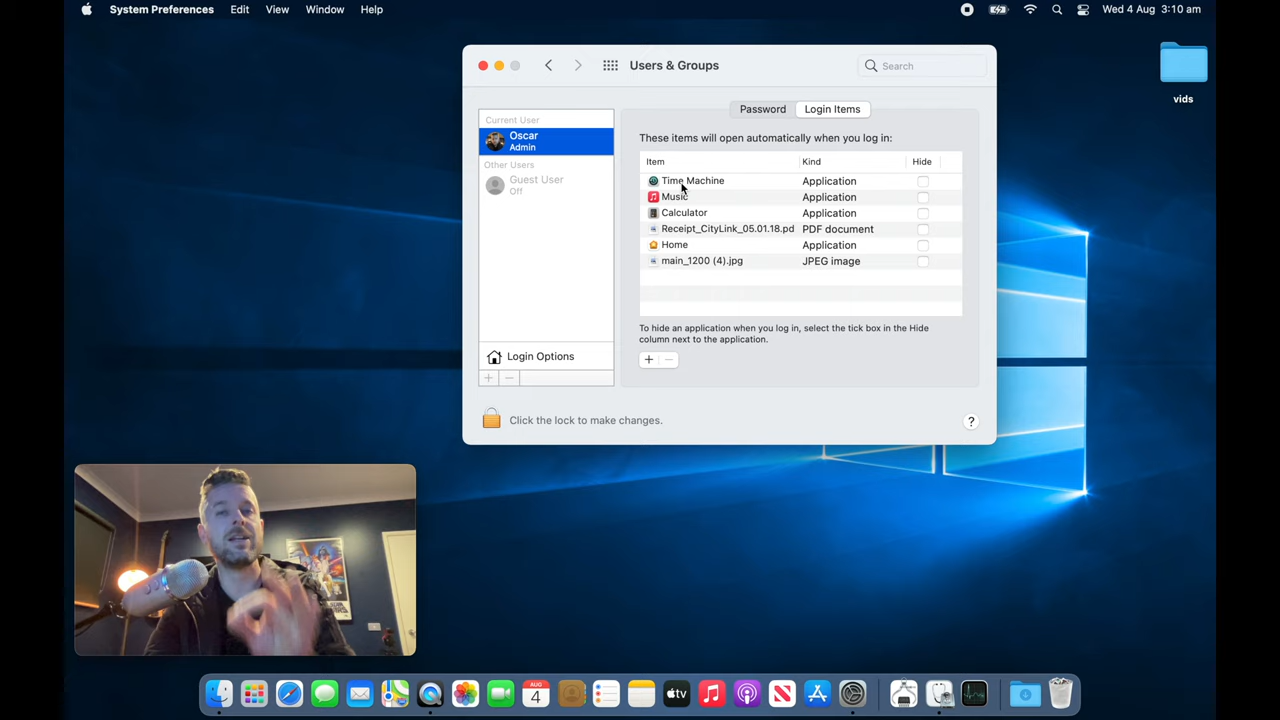 System Preferences Edit View Window Help
Wed 4 Aug 3:10 am
Users & Groups
Search
vids
Password
Login Items
Current User
Oscar
Admin
Other Users
Guest User
Off
These items will open automatically when you log in:
Item Kind Hide
Time Machine Application
Music Application
Calculator Application
Receipt_CityLink_05.01.18.pd PDF document
Home Application
main_1200 (4).jpg JPEG image
To hide an application when you log in, select the tick box in the Hide
column next to the application.
+ −
Login Options
+ −
Click the lock to make changes.
?
AUG
4
tv